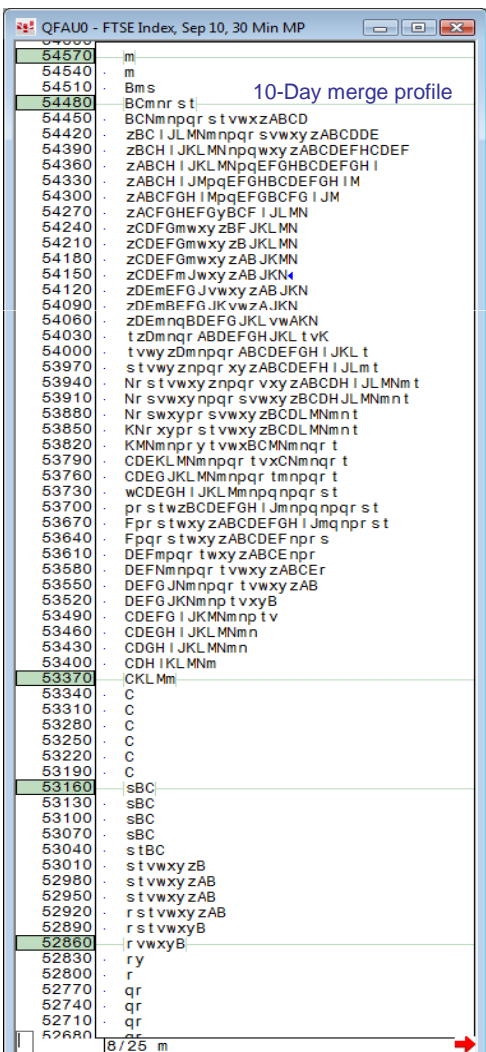 QFAU0 - FTSE Index, Sep 10, 30 Min MP
10-Day merge profile
54570 m
54540 m
54510 Bms
54480 BCmnrst
54450 BCNmnpqrstvwxzABCD
54420 zBCIJLMNmnpqrsvwxyzABCDDE
54390 zBCHIJKLMNnpqwxyzABCDEFHCDEF
54360 zABCHIJKLMNpqEFGHBCDEFGHI
54330 zABCHIJMpqEFGHBCDEFGHIM
54300 zABCFGHIMpqEFGBCFGIJM
54270 zACFGHEFGyBCFIJLMN
54240 zCDFGmwxyzBFJKLMN
54210 zCDEFGmwxyzBJKLMN
54180 zCDEFGmwxyzABJKMN
54150 zCDEFmJwxyzABJKN
54120 zDEmEFGJvwxyzABJKN
54090 zDEmBEFGJKvwzAJKN
54060 zDEmnqBDEFGJKLvwAKN
54030 tzDmnqrABDEFGHJKLtvK
54000 tvwyzDmnpqrABCDEFGHIJKLt
53970 stvwyznpqrxyzABCDEFHIJLmt
53940 NrstvwxyznpqrvxyzABCDHIJLMNmt
53910 NrsvwxynpqrsvwxyzBCDHJLMNmnt
53880 NrswxyprsvwxyzBCDLMNmnt
53850 KNrxyprstvwxyzBCDLMNmnt
53820 KMNmnprytvwxBCMNmnqrt
53790 CDEKLMNmnpqrtvxCNmnqrt
53760 CDEGJKLMNmnpqrtmnpqrt
53730 wCDEGHIJKLMmnpqnpqrst
53700 prstwzBCDEFGHIJmnpqnpqrst
53670 FprstwxyzABCDEFGHIJmqnprst
53640 FpqrstwxyzABCDEFnprs
53610 DEFmpqrtwxyzABCEnpr
53580 DEFNmnpqrtvwxyzABCEr
53550 DEFGJNmnpqrtvwxyzAB
53520 DEFGJKNmnptvxyB
53490 CDEFGIJKMNmnptv
53460 CDEGHIJKLMNmn
53430 CDGHIJKLMNmn
53400 CDHIKLMNm
53370 CKLMm
53340 C
53310 C
53280 C
53250 C
53220 C
53190 C
53160 sBC
53130 sBC
53100 sBC
53070 sBC
53040 stBC
53010 stvwxyzB
52980 stvwxyzAB
52950 stvwxyzAB
52920 rstvwxyzAB
52890 rstvwxyB
52860 rvwxyB
52830 ry
52800 r
52770 qr
52740 qr
52710 qr
52680 qr
8/25 m